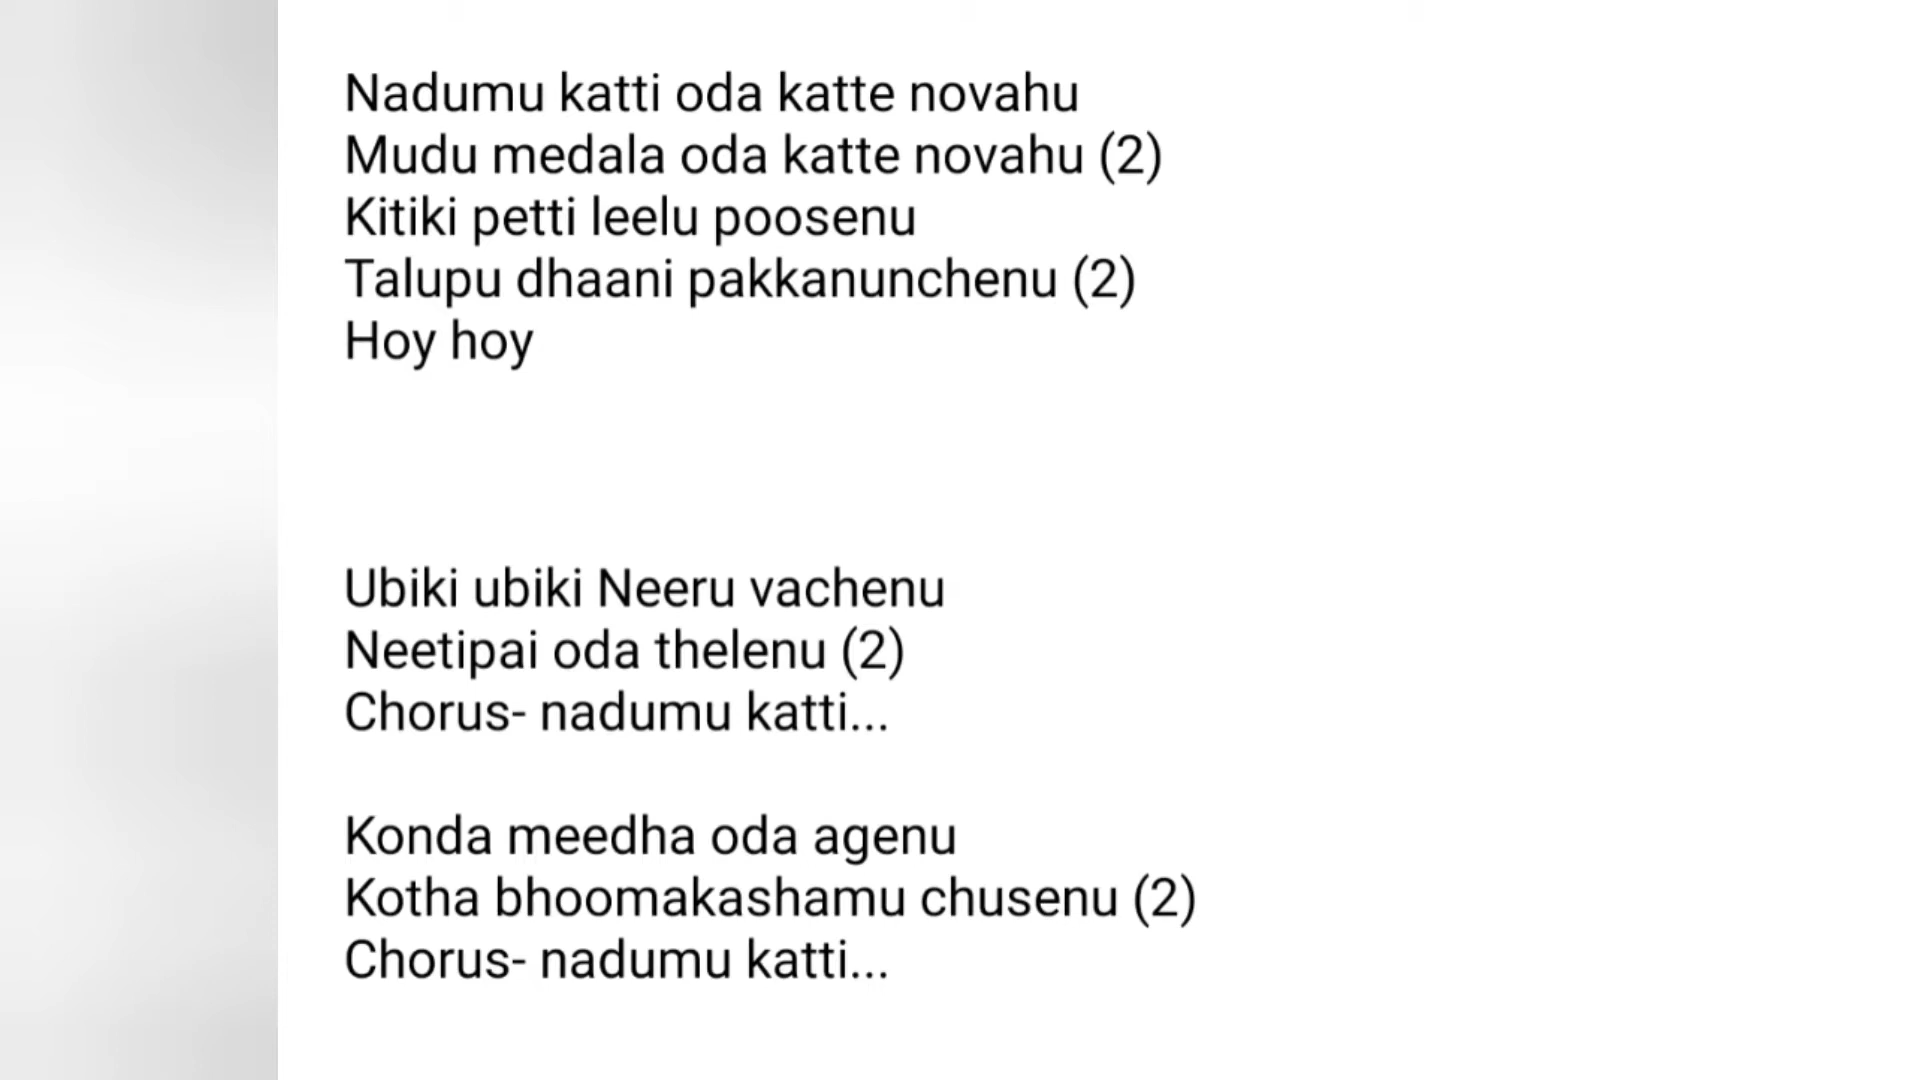 Nadumu katti oda katte novahu
Mudu medala oda katte novahu (2)
Kitiki petti leelu poosenu
Talupu dhaani pakkanunchenu (2)
Hoy hoy
Ubiki ubiki Neeru vachenu
Neetipai oda thelenu (2)
Chorus- nadumu katti...
Konda meedha oda agenu
Kotha bhoomakashamu chusenu (2)
Chorus- nadumu katti...